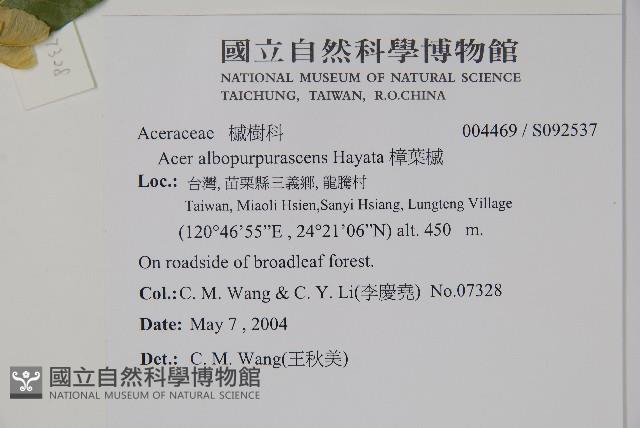 7328
國立自然科學博物館
NATIONAL MUSEUM OF NATURAL SCIENCE
TAICHUNG, TAIWAN, R.O.CHINA
Aceraceae 槭樹科 004469 / S092537
Acer albopurpurascens Hayata 樟葉槭
Loc.: 台灣, 苗栗縣三義鄉, 龍騰村
Taiwan, Miaoli Hsien,Sanyi Hsiang, Lungteng Village
(120°46’55”E , 24°21’06”N) alt. 450 m.
On roadside of broadleaf forest.
Col.: C. M. Wang & C. Y. Li(李慶堯) No.07328
Date: May 7 , 2004
Det.: C. M. Wang(王秋美)
國立自然科學博物館
NATIONAL MUSEUM OF NATURAL SCIENCE